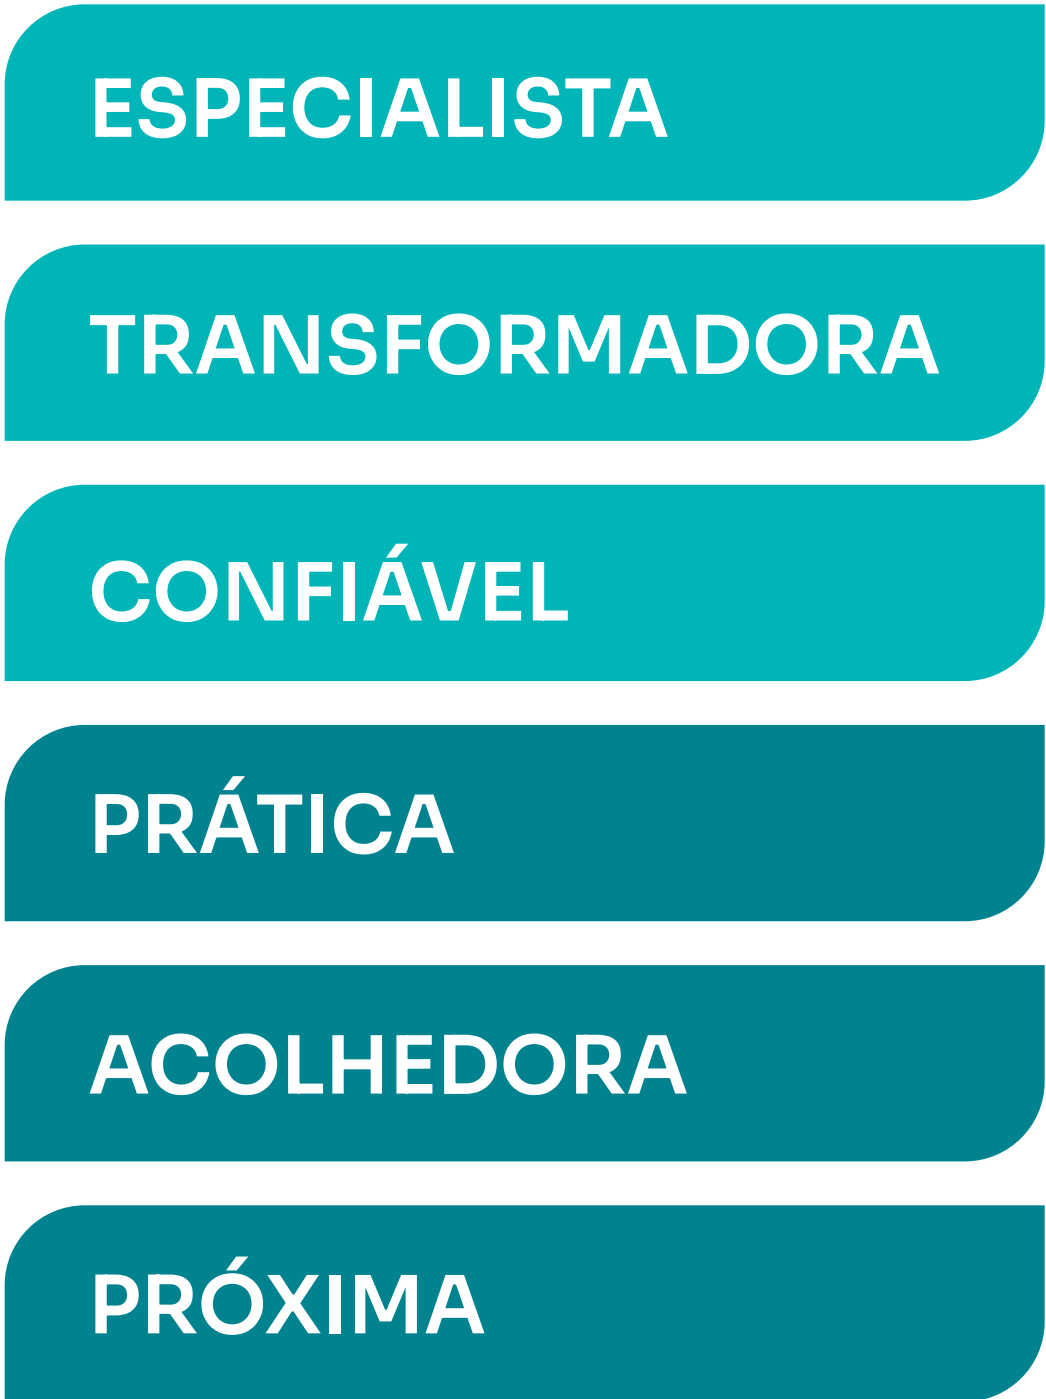 ESPECIALISTA
TRANSFORMADORA
CONFIÁVEL
PRÁTICA
ACOLHEDORA
PRÓXIMA